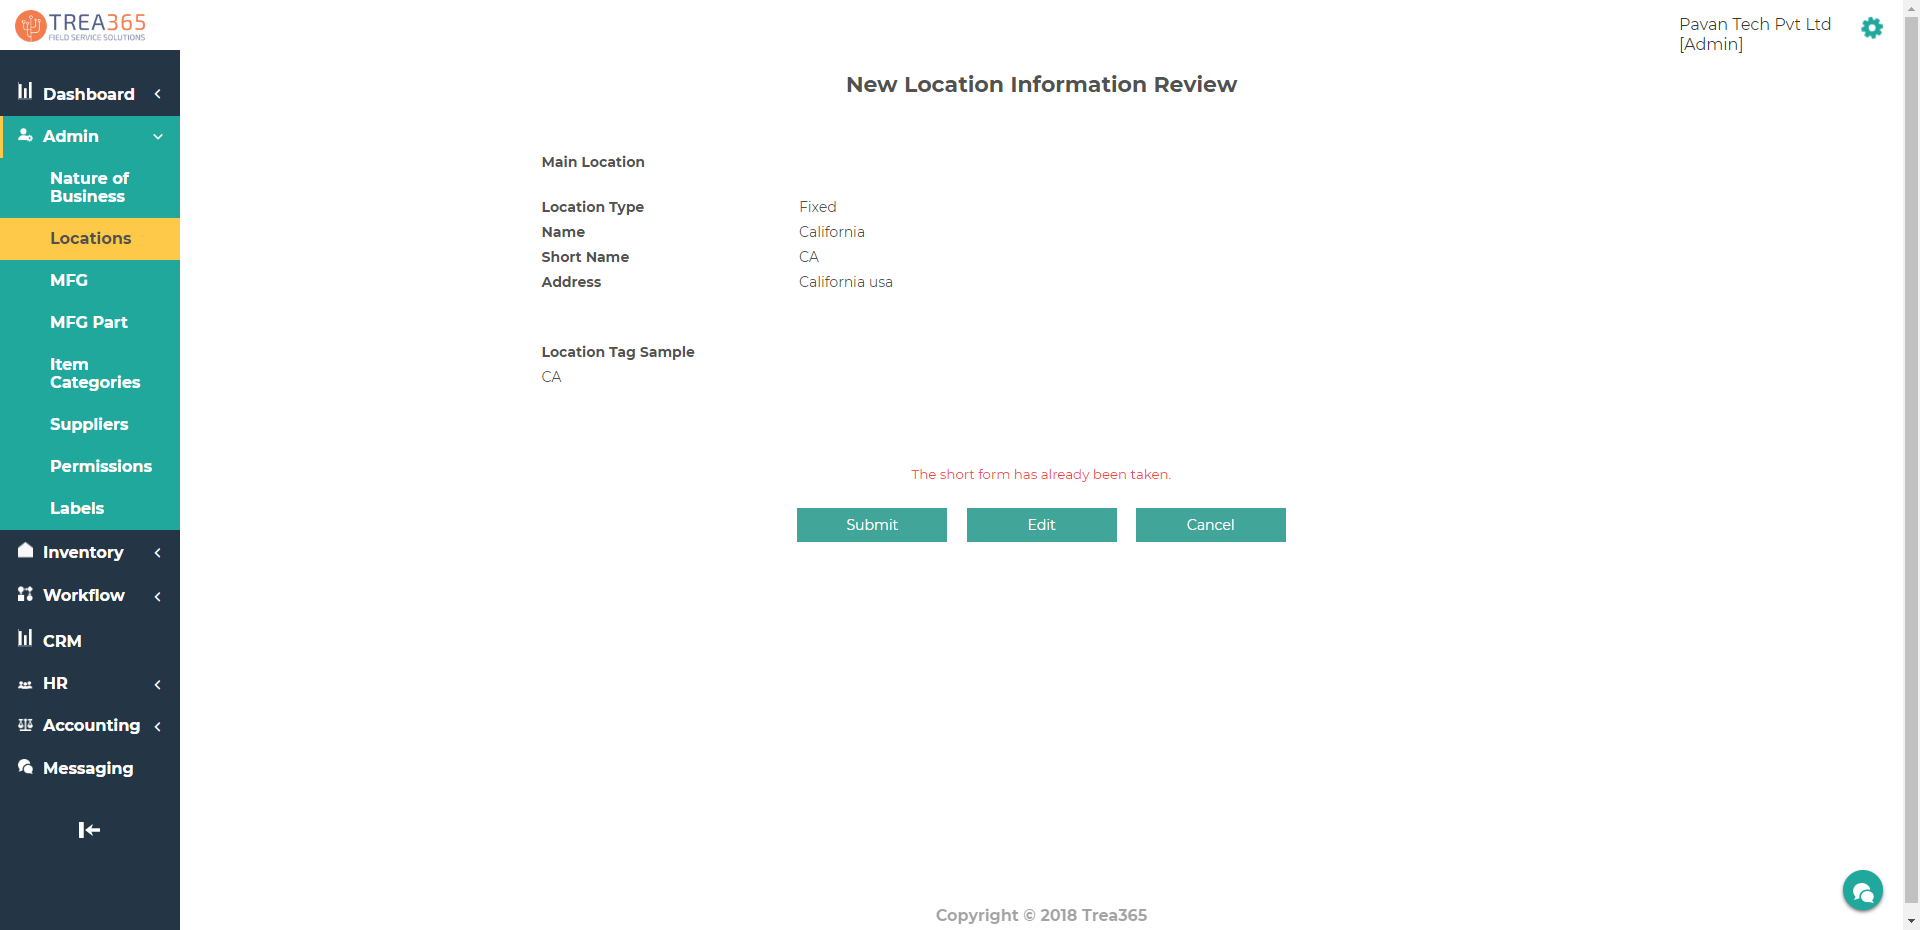 TREA365
FIELD SERVICE SOLUTIONS
Pavan Tech Pvt Ltd
[Admin]
Dashboard
Admin
Nature of
Business
Locations
MFG
MFG Part
Item
Categories
Suppliers
Permissions
Labels
Inventory
Workflow
CRM
HR
Accounting
Messaging
New Location Information Review
Main Location
Location Type Fixed
Name California
Short Name CA
Address California usa
Location Tag Sample
CA
The short form has already been taken.
Submit Edit Cancel
Copyright © 2018 Trea365